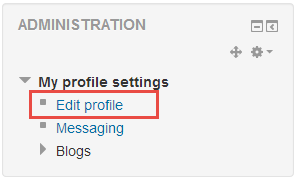 ADMINISTRATION
My profile settings
Edit profile
Messaging
Blogs